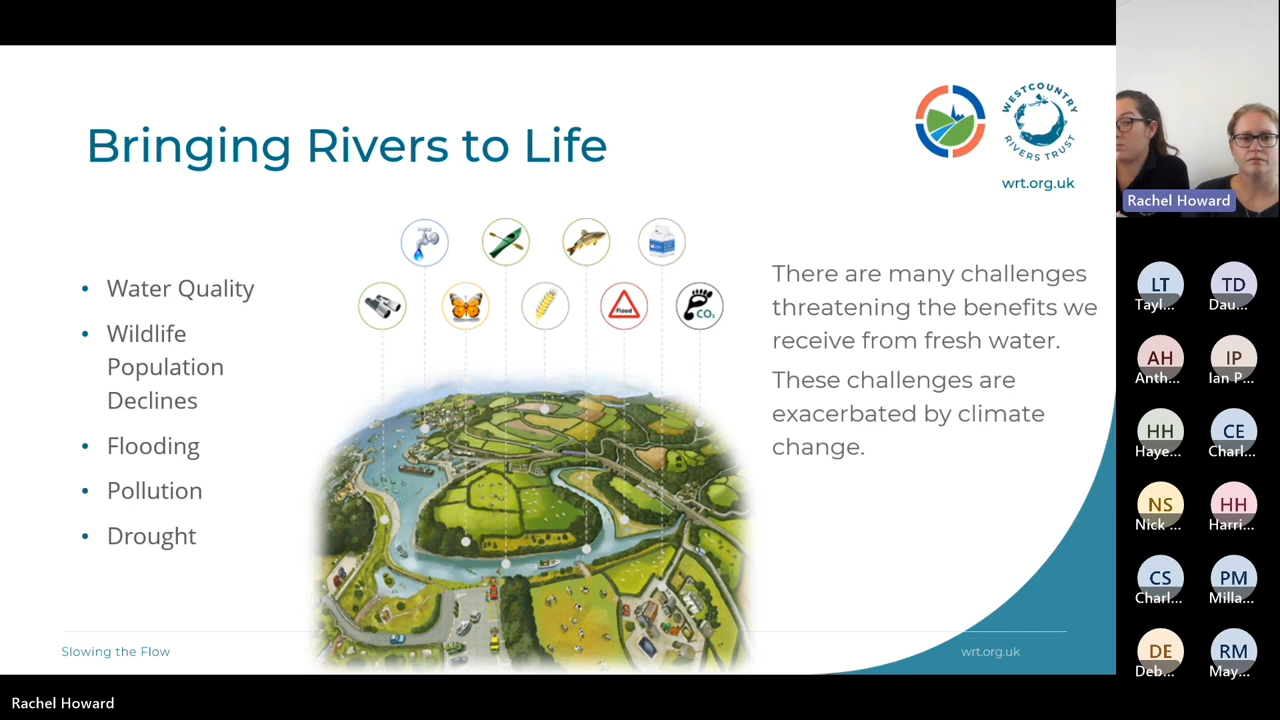 Bringing Rivers to Life
WESTCOUNTRY
RIVERS TRUST
wrt.org.uk
• Water Quality
• Wildlife
Population
Declines
• Flooding
• Pollution
• Drought
Flood
CO₂
There are many challenges
threatening the benefits we
receive from fresh water.
These challenges are
exacerbated by climate
change.
Slowing the Flow
wrt.org.uk
Rachel Howard
LT
Tayl...
TD
Dau...
AH
Anth...
IP
Ian P...
HH
Haye...
CE
Charl...
NS
Nick ...
HH
Harri...
CS
Charl...
PM
Milla...
DE
Deb...
RM
May...
Rachel Howard